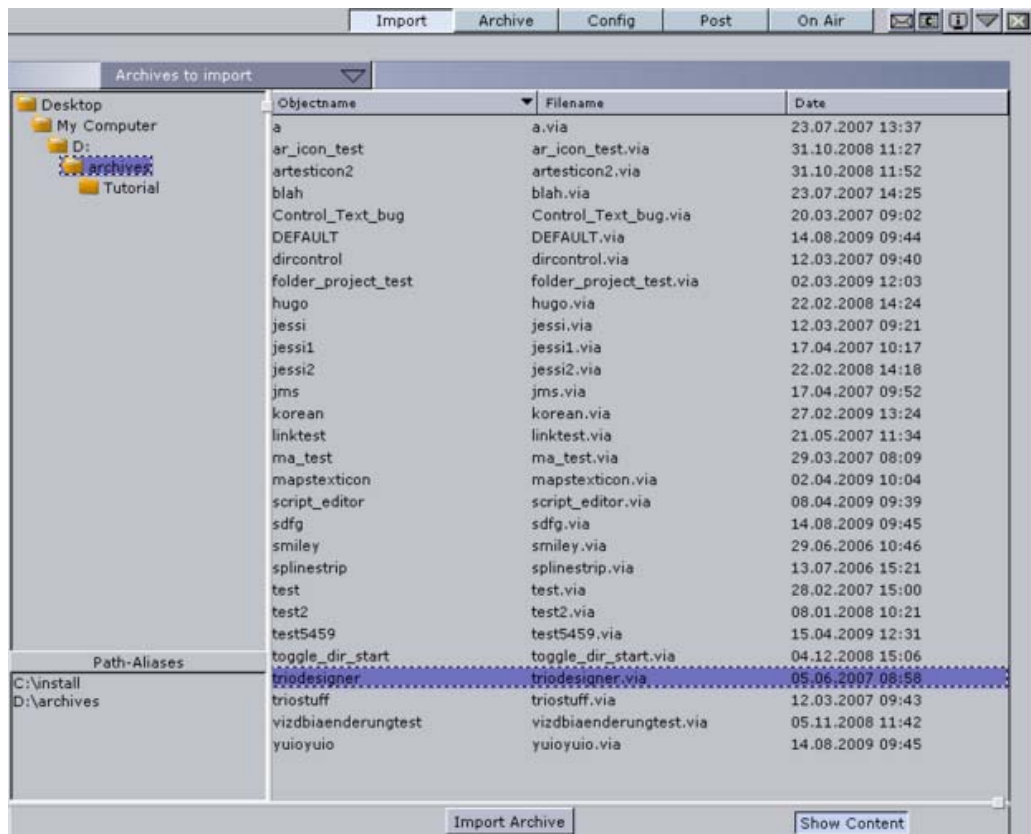 Import Archive Config Post On Air
Archives to import
Desktop
My Computer
D:
archives
Tutorial
Path-Aliases
C:\install
D:\archives
Objectname Filename Date
a a.via 23.07.2007 13:37
ar_icon_test ar_icon_test.via 31.10.2008 11:27
artesticon2 artesticon2.via 31.10.2008 11:52
blah blah.via 23.07.2007 14:25
Control_Text_bug Control_Text_bug.via 20.03.2007 09:02
DEFAULT DEFAULT.via 14.08.2009 09:44
dircontrol dircontrol.via 12.03.2007 09:40
folder_project_test folder_project_test.via 02.03.2009 12:03
hugo hugo.via 22.02.2008 14:24
jessi jessi.via 12.03.2007 09:21
jessi1 jessi1.via 17.04.2007 10:17
jessi2 jessi2.via 22.02.2008 14:18
jms jms.via 17.04.2007 09:52
korean korean.via 27.02.2009 13:24
linktest linktest.via 21.05.2007 11:34
ma_test ma_test.via 29.03.2007 08:09
mapstexticon mapstexticon.via 02.04.2009 10:04
script_editor script_editor.via 08.04.2009 09:39
sdfg sdfg.via 14.08.2009 09:45
smiley smiley.via 29.06.2006 10:46
splinestrip splinestrip.via 13.07.2006 15:21
test test.via 28.02.2007 15:00
test2 test2.via 08.01.2008 10:21
test5459 test5459.via 15.04.2009 12:31
toggle_dir_start toggle_dir_start.via 04.12.2008 15:06
triodesigner triodesigner.via 05.06.2007 08:58
triostuff triostuff.via 12.03.2007 09:43
vizdbiaenderungtest vizdbiaenderungtest.via 05.11.2008 11:42
yuioyuio yuioyuio.via 14.08.2009 09:45
Import Archive Show Content